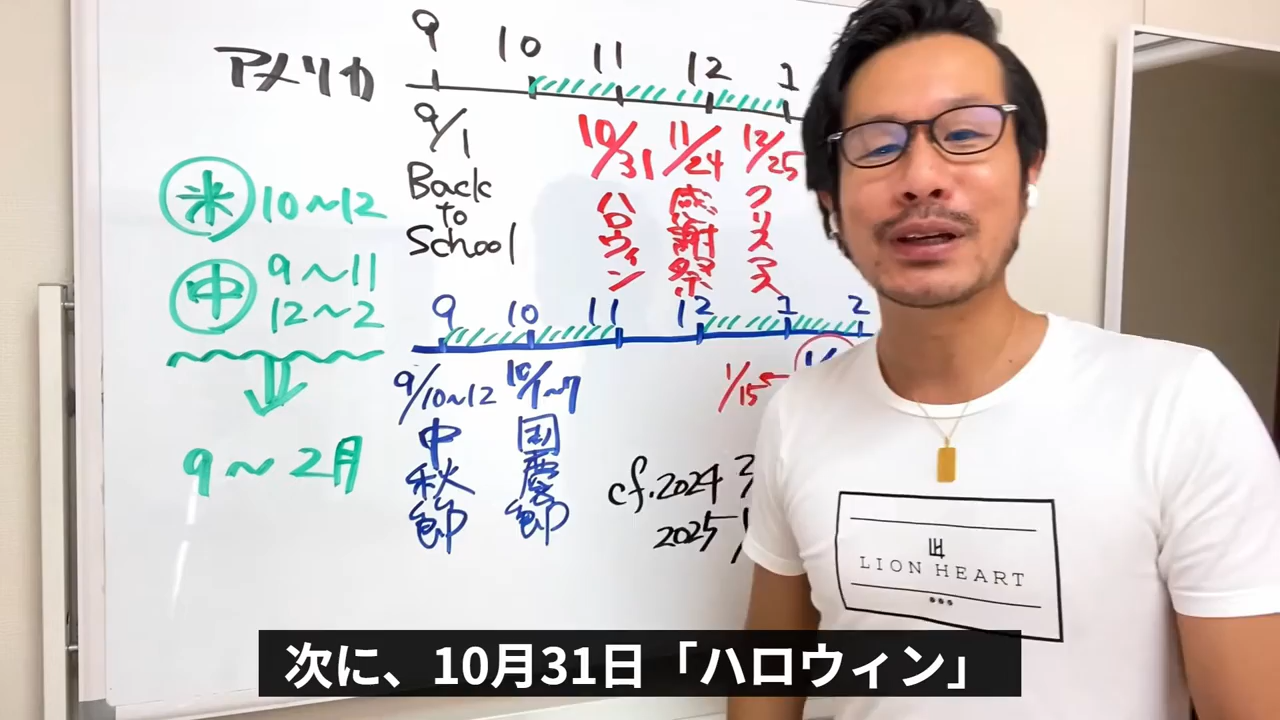 アメリカ
9 10 11 12 1
9/1
Back
to
School
10/31
ハロウィン
11/24
感謝祭
12/25
クリスマス
米 10~12
中 9~11
12~2
9~2月
9 10 11 12 1 2
9/10~12
中秋節
10/1~7
国慶節
1/15
cf.2024
2025
LH
LION HEART
次に、10月31日「ハロウィン」